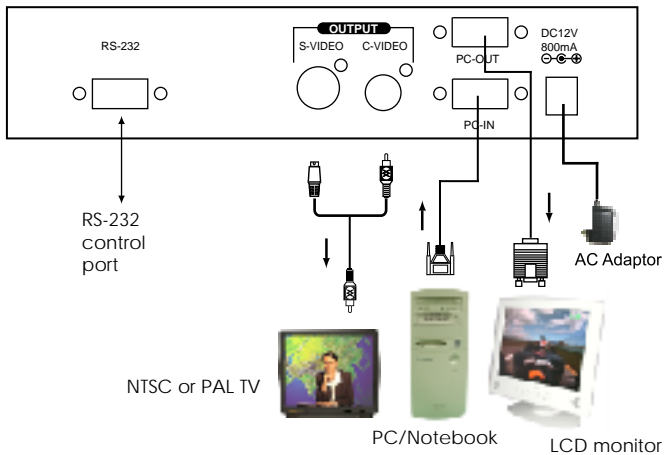 OUTPUT
RS-232
S-VIDEO C-VIDEO
PC-OUT
DC12V
800mA
PC-IN
RS-232
control
port
AC Adaptor
NTSC or PAL TV
PC/Notebook
LCD monitor